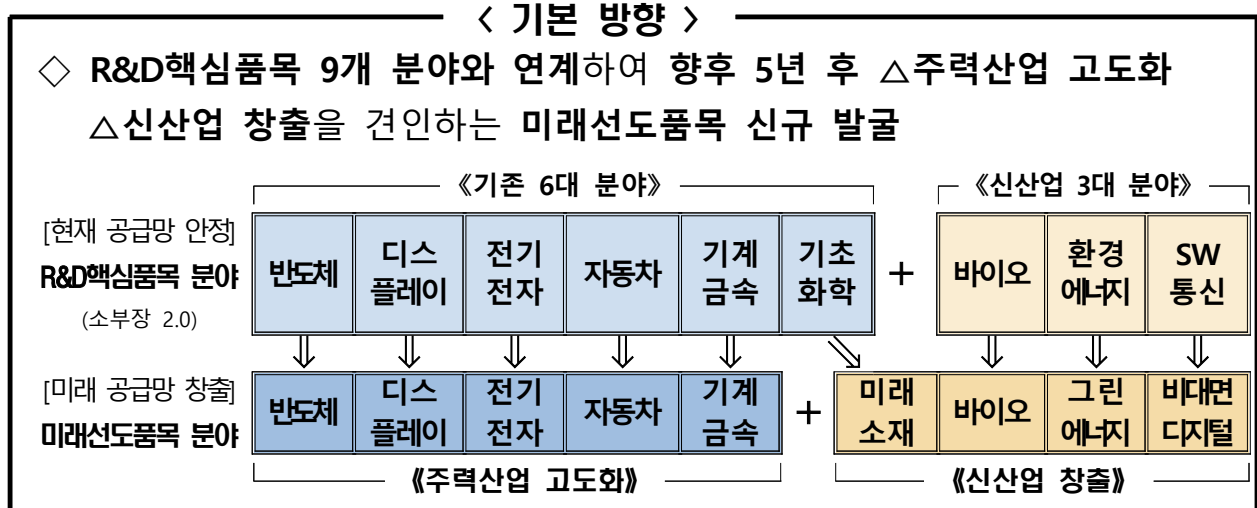 〈 기본 방향 〉
◇ R&D핵심품목 9개 분야와 연계하여 향후 5년 후 △주력산업 고도화
△신산업 창출을 견인하는 미래선도품목 신규 발굴
《기존 6대 분야》 《신산업 3대 분야》
[현재 공급망 안정]
R&D핵심품목 분야
(소부장 2.0)
반도체
디스
플레이
전기
전자
자동차
기계
금속
기초
화학
+
바이오
환경
에너지
SW
통신
⇓ ⇓ ⇓ ⇓ ⇓ ⇘ ⇓ ⇓ ⇓
[미래 공급망 창출]
미래선도품목 분야
반도체
디스
플레이
전기
전자
자동차
기계
금속
+
미래
소재
바이오
그린
에너지
비대면
디지털
《주력산업 고도화》 《신산업 창출》